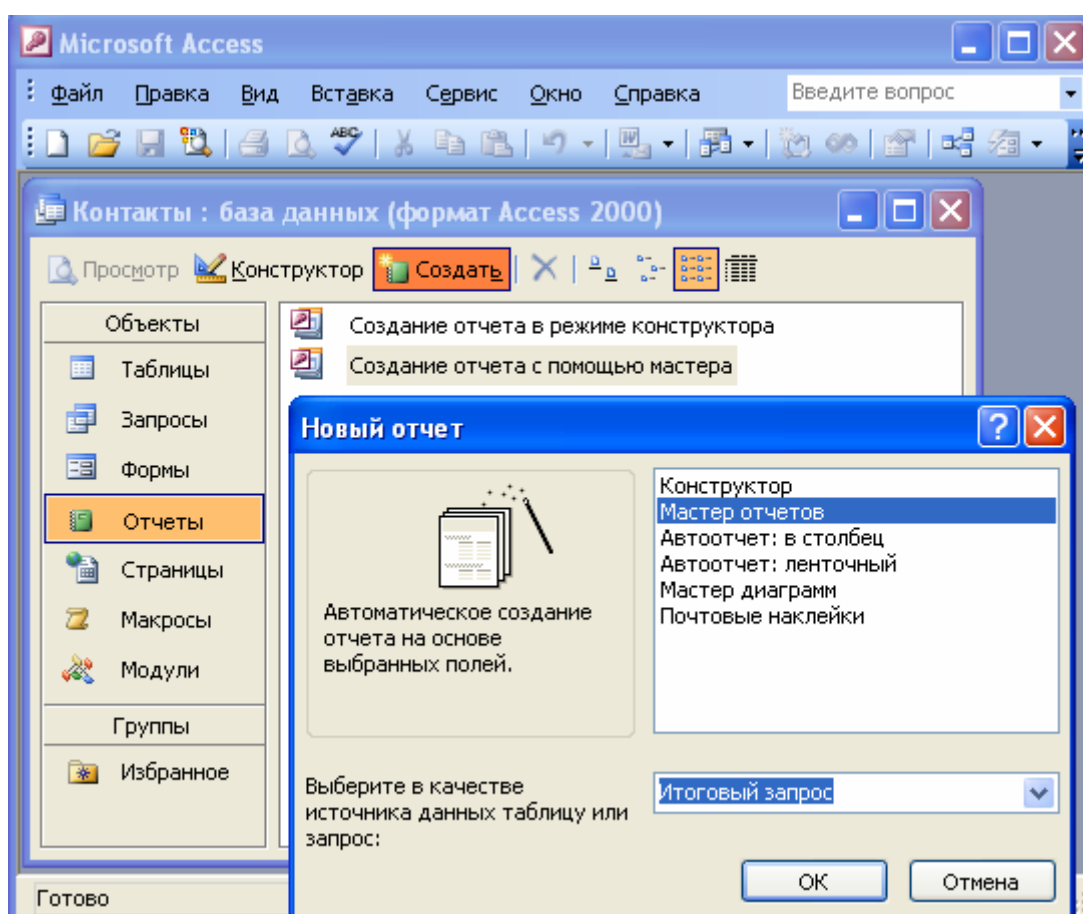 Microsoft Access
Файл Правка Вид Вставка Сервис Окно Справка Введите вопрос
Контакты : база данных (формат Access 2000)
Просмотр Конструктор Создать
Объекты
Таблицы
Запросы
Формы
Отчеты
Страницы
Макросы
Модули
Группы
Избранное
Создание отчета в режиме конструктора
Создание отчета с помощью мастера
Новый отчет
Автоматическое создание
отчета на основе
выбранных полей.
Конструктор
Мастер отчетов
Автоотчет: в столбец
Автоотчет: ленточный
Мастер диаграмм
Почтовые наклейки
Выберите в качестве
источника данных таблицу или
запрос:
Итоговый запрос
ОК Отмена
Готово